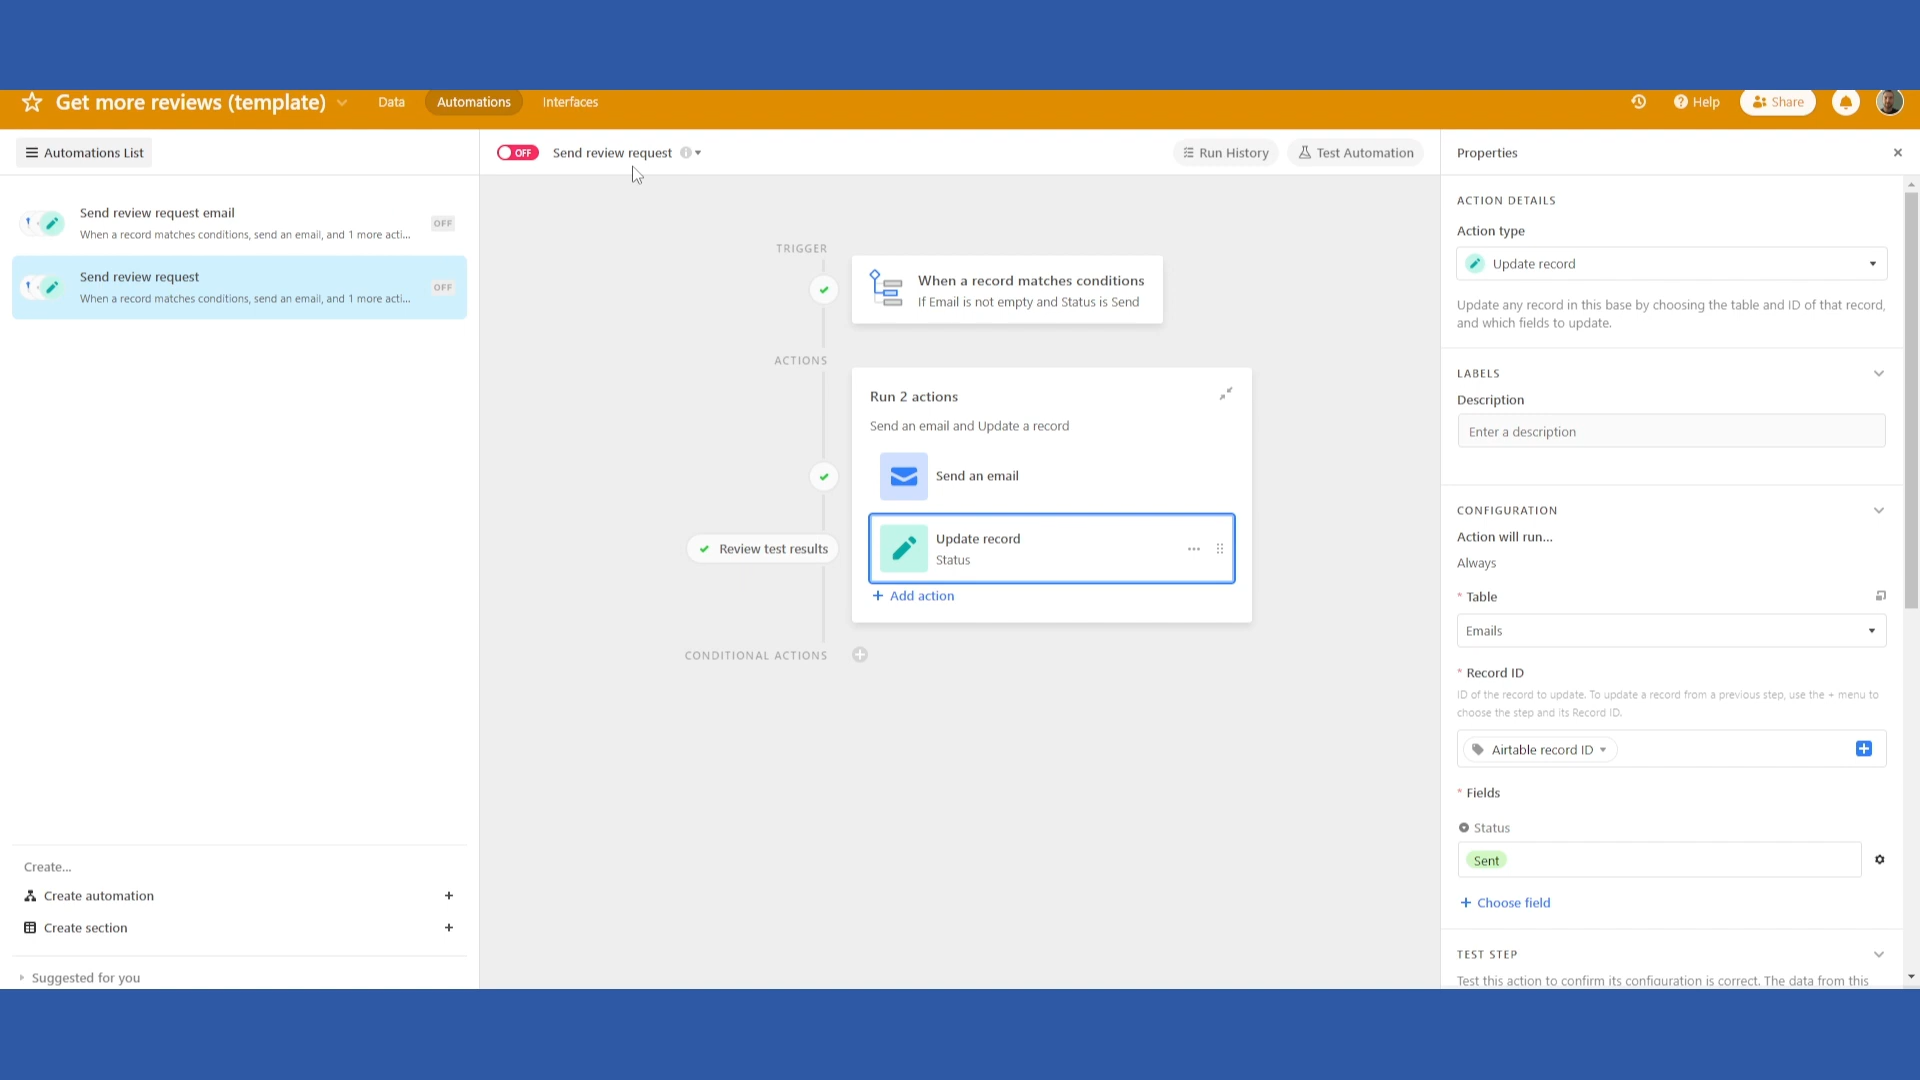 Get more reviews (template)
Data
Automations
Interfaces
Help
Share
Automations List
OFF
Send review request
Run History
Test Automation
Properties
Send review request email
When a record matches conditions, send an email, and 1 more acti...
OFF
Send review request
When a record matches conditions, send an email, and 1 more acti...
OFF
Create...
Create automation
Create section
Suggested for you
TRIGGER
When a record matches conditions
If Email is not empty and Status is Send
ACTIONS
Run 2 actions
Send an email and Update a record
Send an email
Review test results
Update record
Status
+ Add action
CONDITIONAL ACTIONS
ACTION DETAILS
Action type
Update record
Update any record in this base by choosing the table and ID of that record,
and which fields to update.
LABELS
Description
Enter a description
CONFIGURATION
Action will run...
Always
* Table
Emails
* Record ID
ID of the record to update. To update a record from a previous step, use the + menu to
choose the step and its Record ID.
Airtable record ID
* Fields
Status
Sent
+ Choose field
TEST STEP
Test this action to confirm its configuration is correct. The data from this